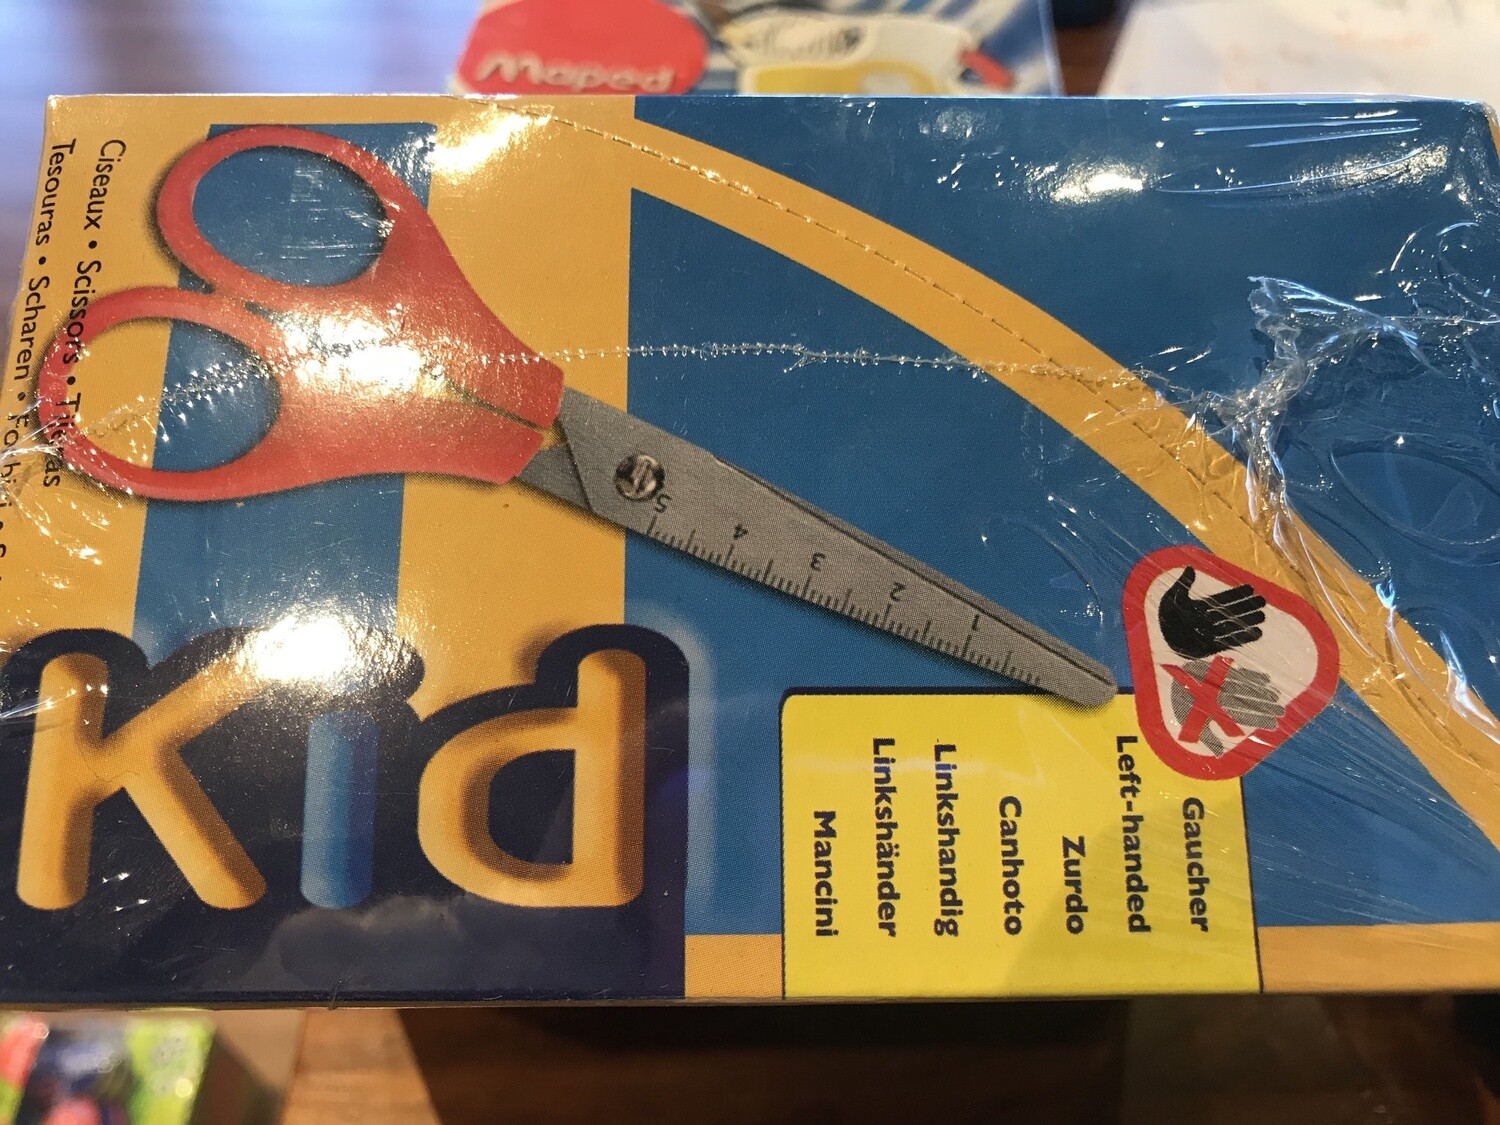 Maped
Ciseaux • Scissors • Tijeras
Tesouras • Scharen •
Kid
5 4 3 2 1
Gaucher
Left-handed
Zurdo
Canhoto
Linkshandig
Linkshänder
Mancini